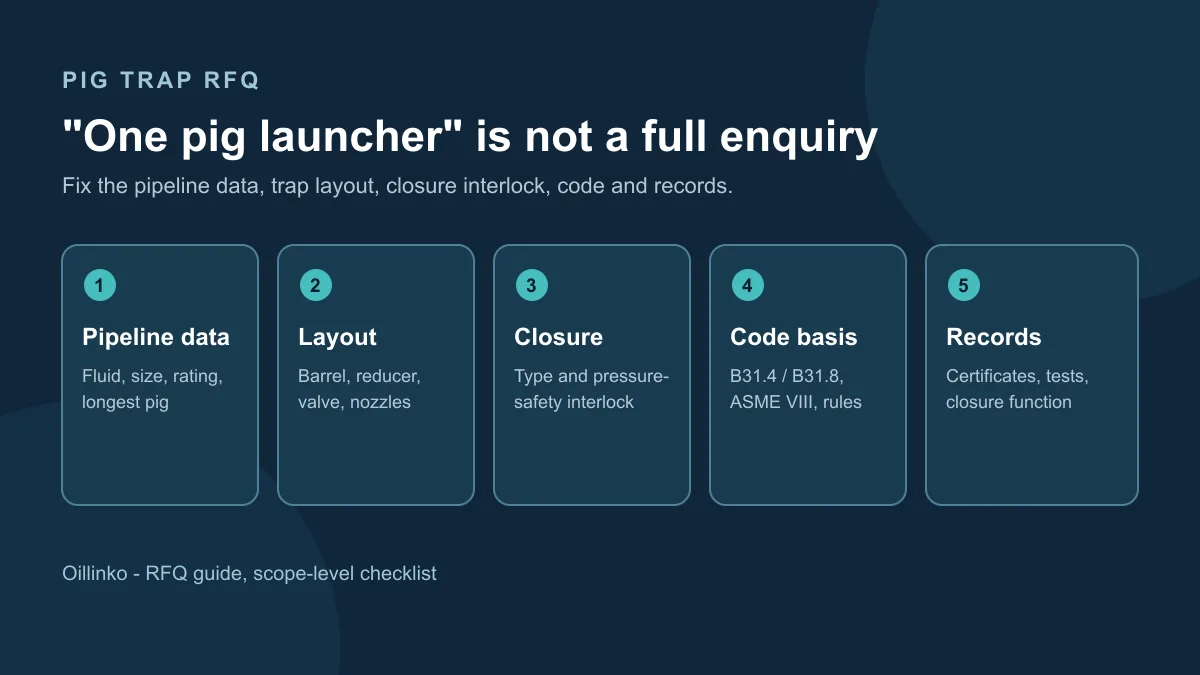 PIG TRAP RFQ
"One pig launcher" is not a full enquiry
Fix the pipeline data, trap layout, closure interlock, code and records.
1
Pipeline data
Fluid, size, rating,
longest pig
2
Layout
Barrel, reducer,
valve, nozzles
3
Closure
Type and pressure-
safety interlock
4
Code basis
B31.4 / B31.8,
ASME VIII, rules
5
Records
Certificates, tests,
closure function
Oillinko - RFQ guide, scope-level checklist